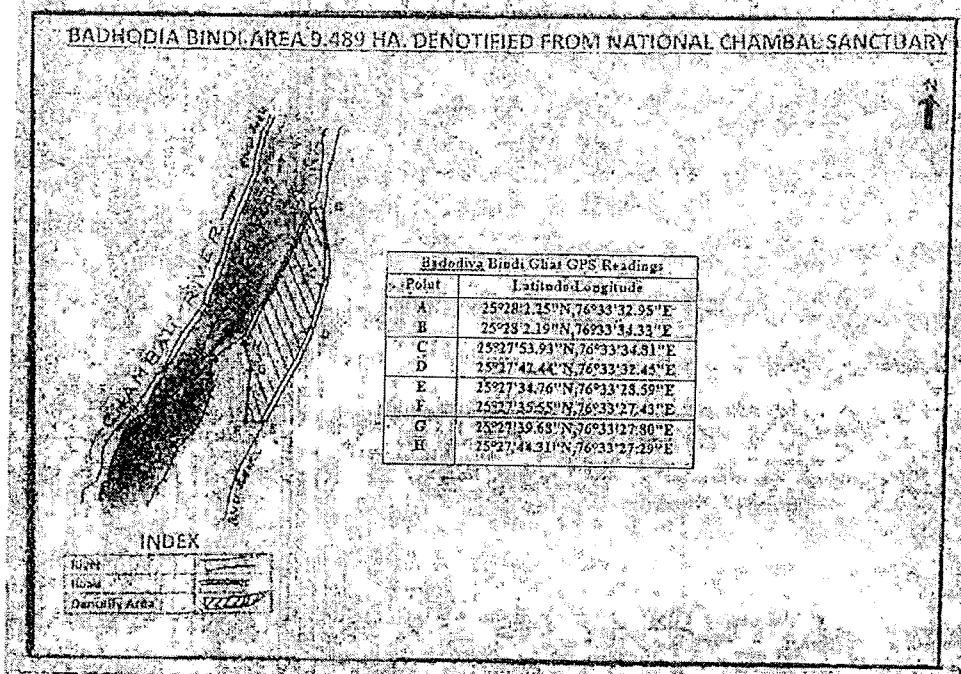 BADHODIA BINDI AREA 9.489 HA. DENOTIFIED FROM NATIONAL CHAMBAL SANCTUARY
CHAMBAL RIVER
Badodiya Bindi Ghat GPS Readings
Point Latitude Longitude
A 25°28'2.25"N,76°33'32.95"E
B 25°28'2.19"N,76°33'34.33"E
C 25°27'53.93"N,76°33'34.81"E
D 25°27'42.44"N,76°33'32.45"E
E 25°27'34.76"N,76°33'28.59"E
F 25°27'35.55"N,76°33'27.43"E
G 25°27'39.68"N,76°33'27.80"E
H 25°27'44.31"N,76°33'27.29"E
INDEX
River
Road
Denotify Area